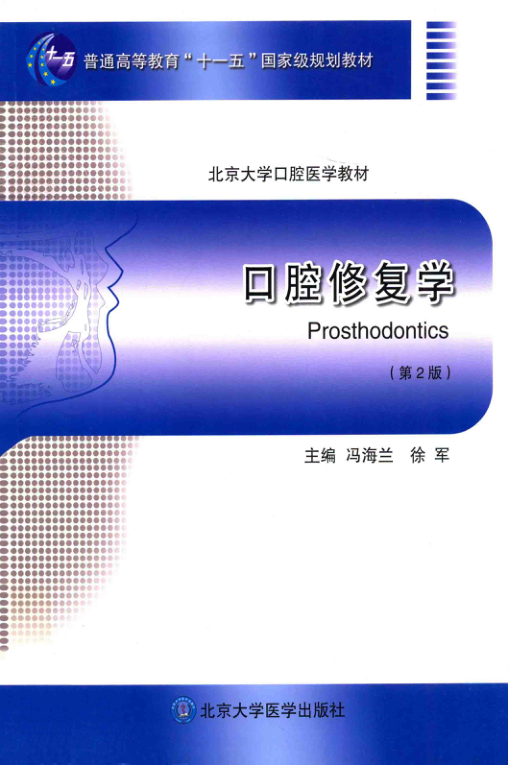 十一五
普通高等教育“十一五”国家级规划教材
北京大学口腔医学教材
口腔修复学
Prosthodontics
（第2版）
主编 冯海兰 徐 军
北京大学医学出版社